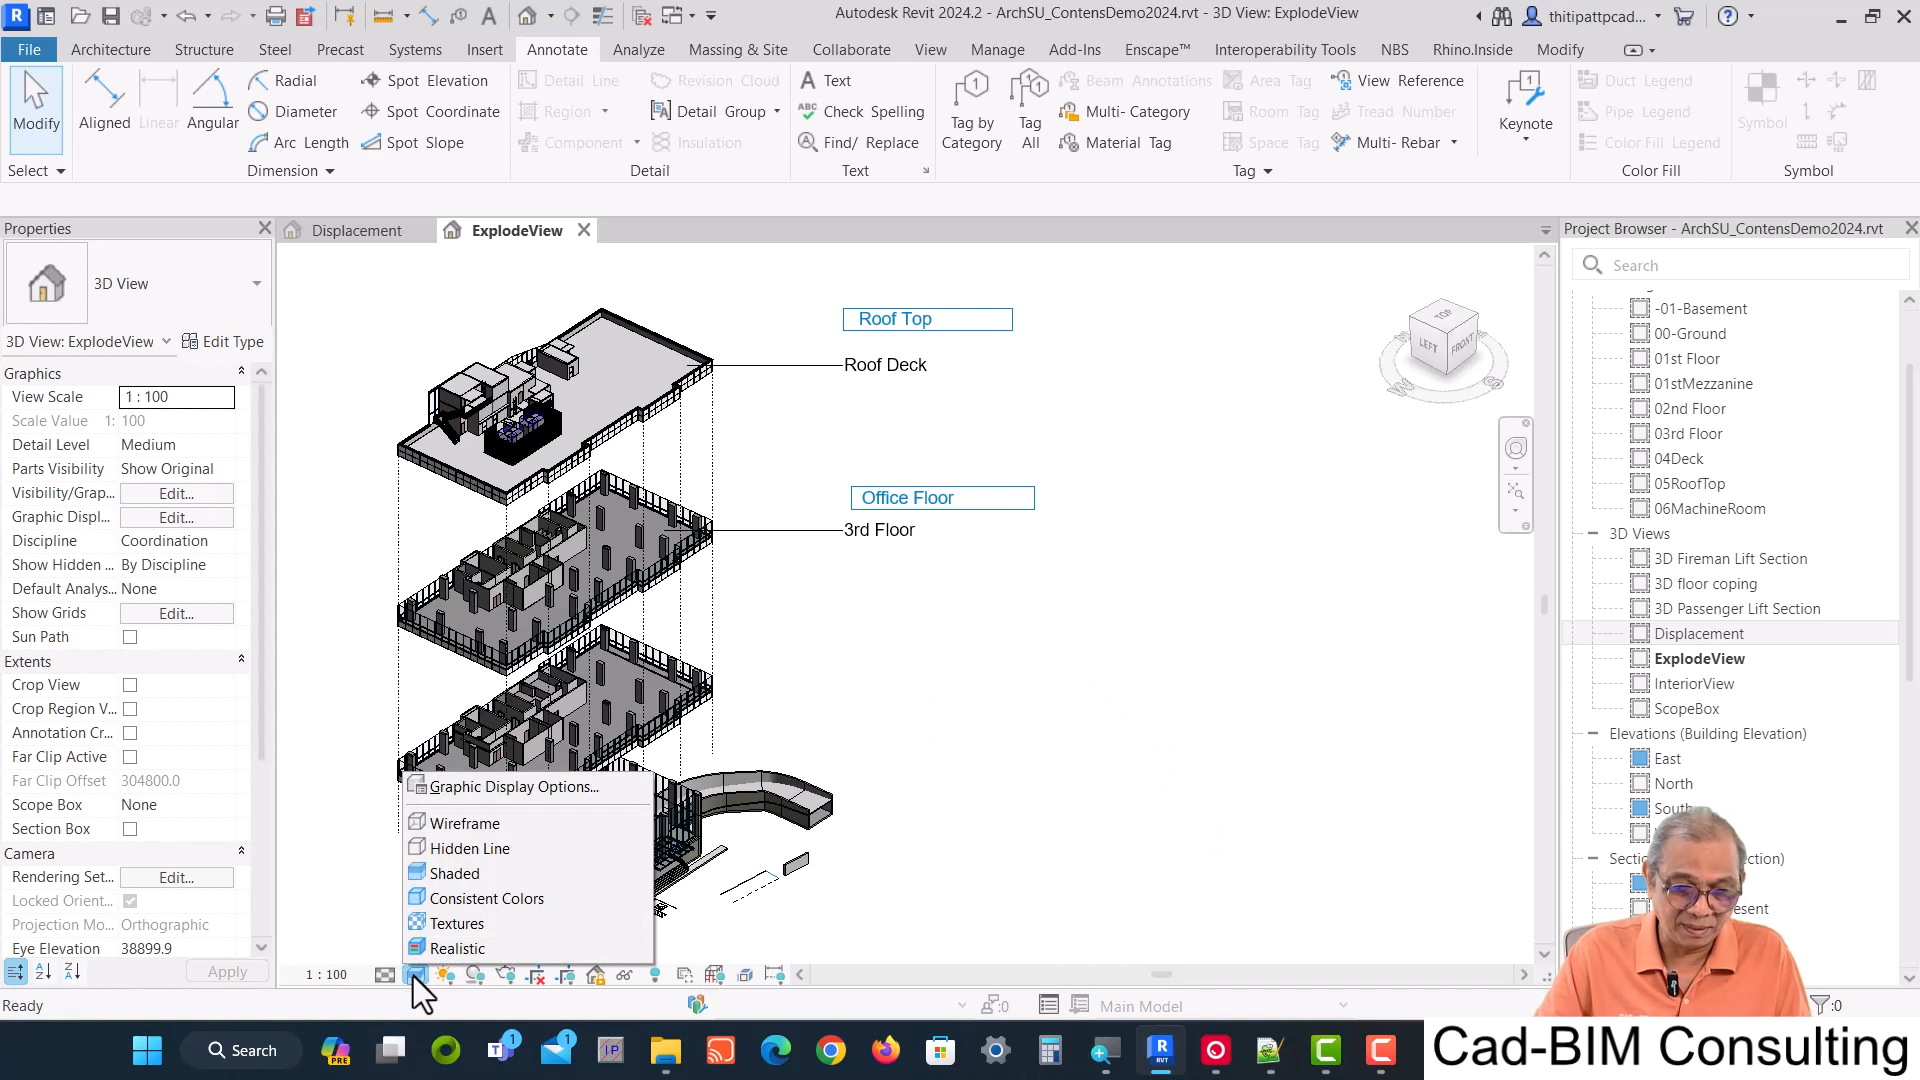 Autodesk Revit 2024.2 - ArchSU_ContensDemo2024.rvt - 3D View: ExplodeView
thitipattpcad...
File Architecture Structure Steel Precast Systems Insert Annotate Analyze Massing & Site Collaborate View Manage Add-Ins Enscape™ Interoperability Tools NBS Rhino.Inside Modify
Radial Spot Elevation Detail Line Revision Cloud Text Beam Annotations Area Tag View Reference Duct Legend
Modify Aligned Linear Angular Diameter Spot Coordinate Region Detail Group Check Spelling Tag by Category Tag All Multi- Category Room Tag Tread Number Keynote Pipe Legend Symbol
Arc Length Spot Slope Component Insulation Find/ Replace Material Tag Space Tag Multi- Rebar Color Fill Legend
Select Dimension Detail Text Tag Color Fill Symbol
Properties
3D View
3D View: ExplodeView Edit Type
Graphics
View Scale 1 : 100
Scale Value 1: 100
Detail Level Medium
Parts Visibility Show Original
Visibility/Grap... Edit...
Graphic Displ... Edit...
Discipline Coordination
Show Hidden ... By Discipline
Default Analys... None
Show Grids Edit...
Sun Path
Extents
Crop View
Crop Region V...
Annotation Cr...
Far Clip Active
Far Clip Offset 304800.0
Scope Box None
Section Box
Camera
Rendering Set... Edit...
Locked Orient...
Projection Mo... Orthographic
Eye Elevation 38899.9
Apply
Displacement ExplodeView
Roof Top
Roof Deck
Office Floor
3rd Floor
TOP
LEFT FRONT
Graphic Display Options...
Wireframe
Hidden Line
Shaded
Consistent Colors
Textures
Realistic
1 : 100
Project Browser - ArchSU_ContensDemo2024.rvt
Search
-01-Basement
00-Ground
01st Floor
01stMezzanine
02nd Floor
03rd Floor
04Deck
05RoofTop
06MachineRoom
3D Views
3D Fireman Lift Section
3D floor coping
3D Passenger Lift Section
Displacement
ExplodeView
InteriorView
ScopeBox
Elevations (Building Elevation)
East
North
Ready :0 Main Model :0
Search PRE 1 1 IP R RVT
Cad-BIM Consulting